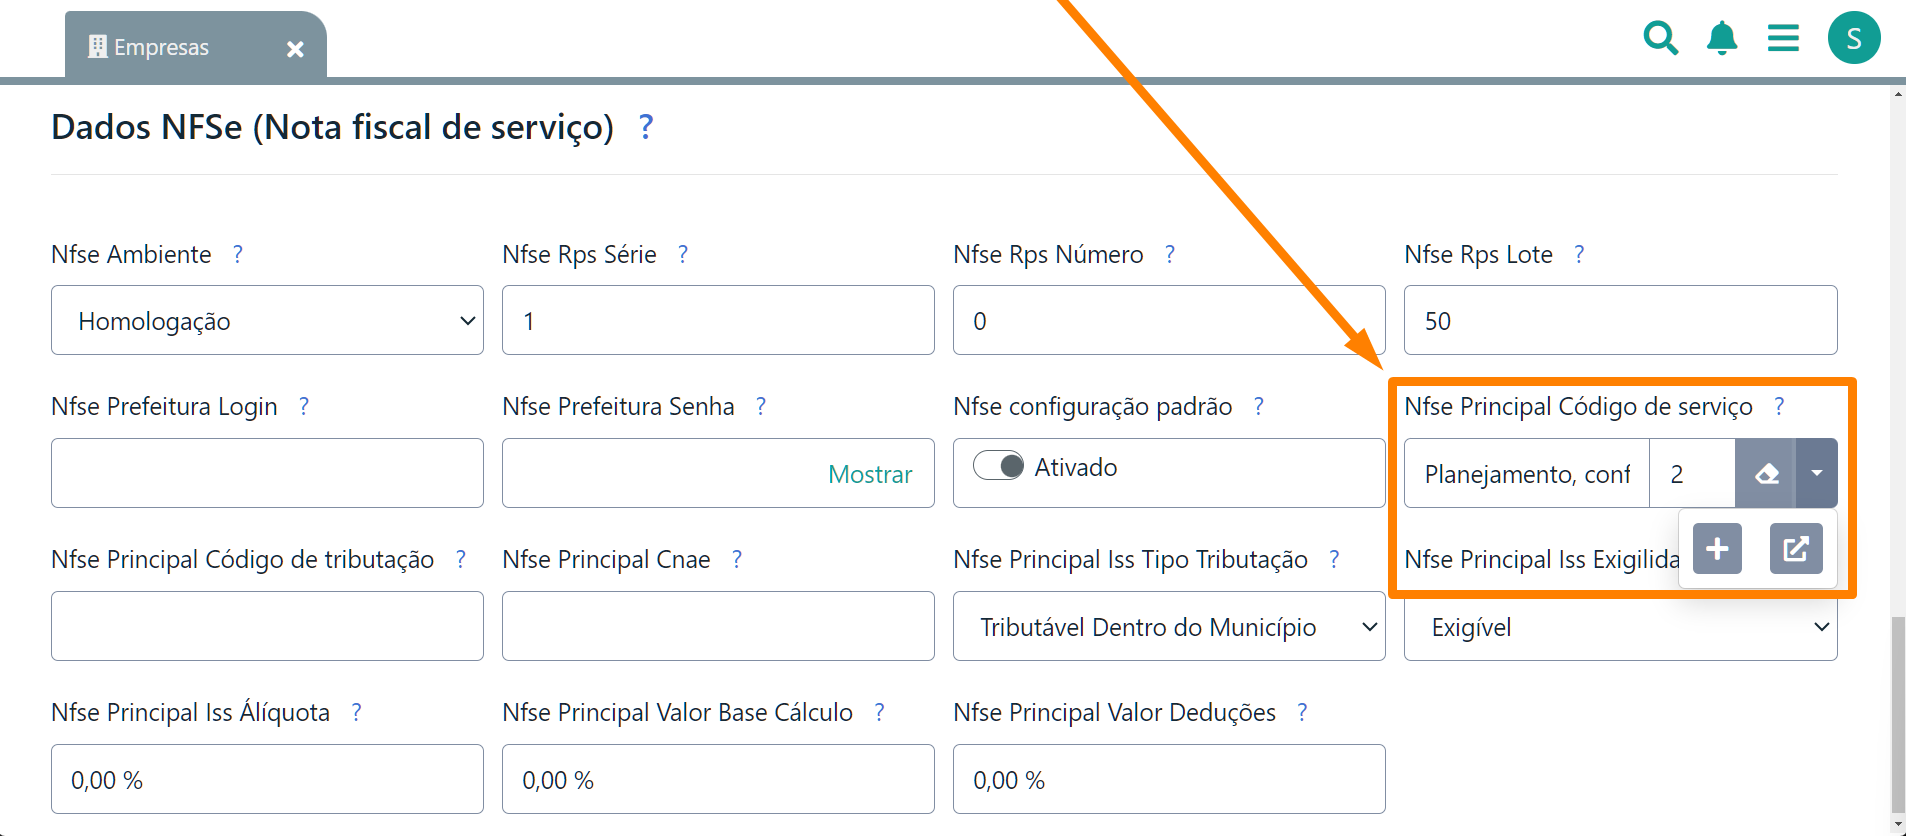 Empresas
S
Dados NFSe (Nota fiscal de serviço) ?
Nfse Ambiente ?
Nfse Rps Série ?
Nfse Rps Número ?
Nfse Rps Lote ?
Homologação
1
0
50
Nfse Prefeitura Login ?
Nfse Prefeitura Senha ?
Nfse configuração padrão ?
Nfse Principal Código de serviço ?
Mostrar
Ativado
Planejamento, conf
2
Nfse Principal Código de tributação ?
Nfse Principal Cnae ?
Nfse Principal Iss Tipo Tributação ?
Nfse Principal Iss Exigilida
Tributável Dentro do Município
Exigível
Nfse Principal Iss Álíquota ?
Nfse Principal Valor Base Cálculo ?
Nfse Principal Valor Deduções ?
0,00 %
0,00 %
0,00 %